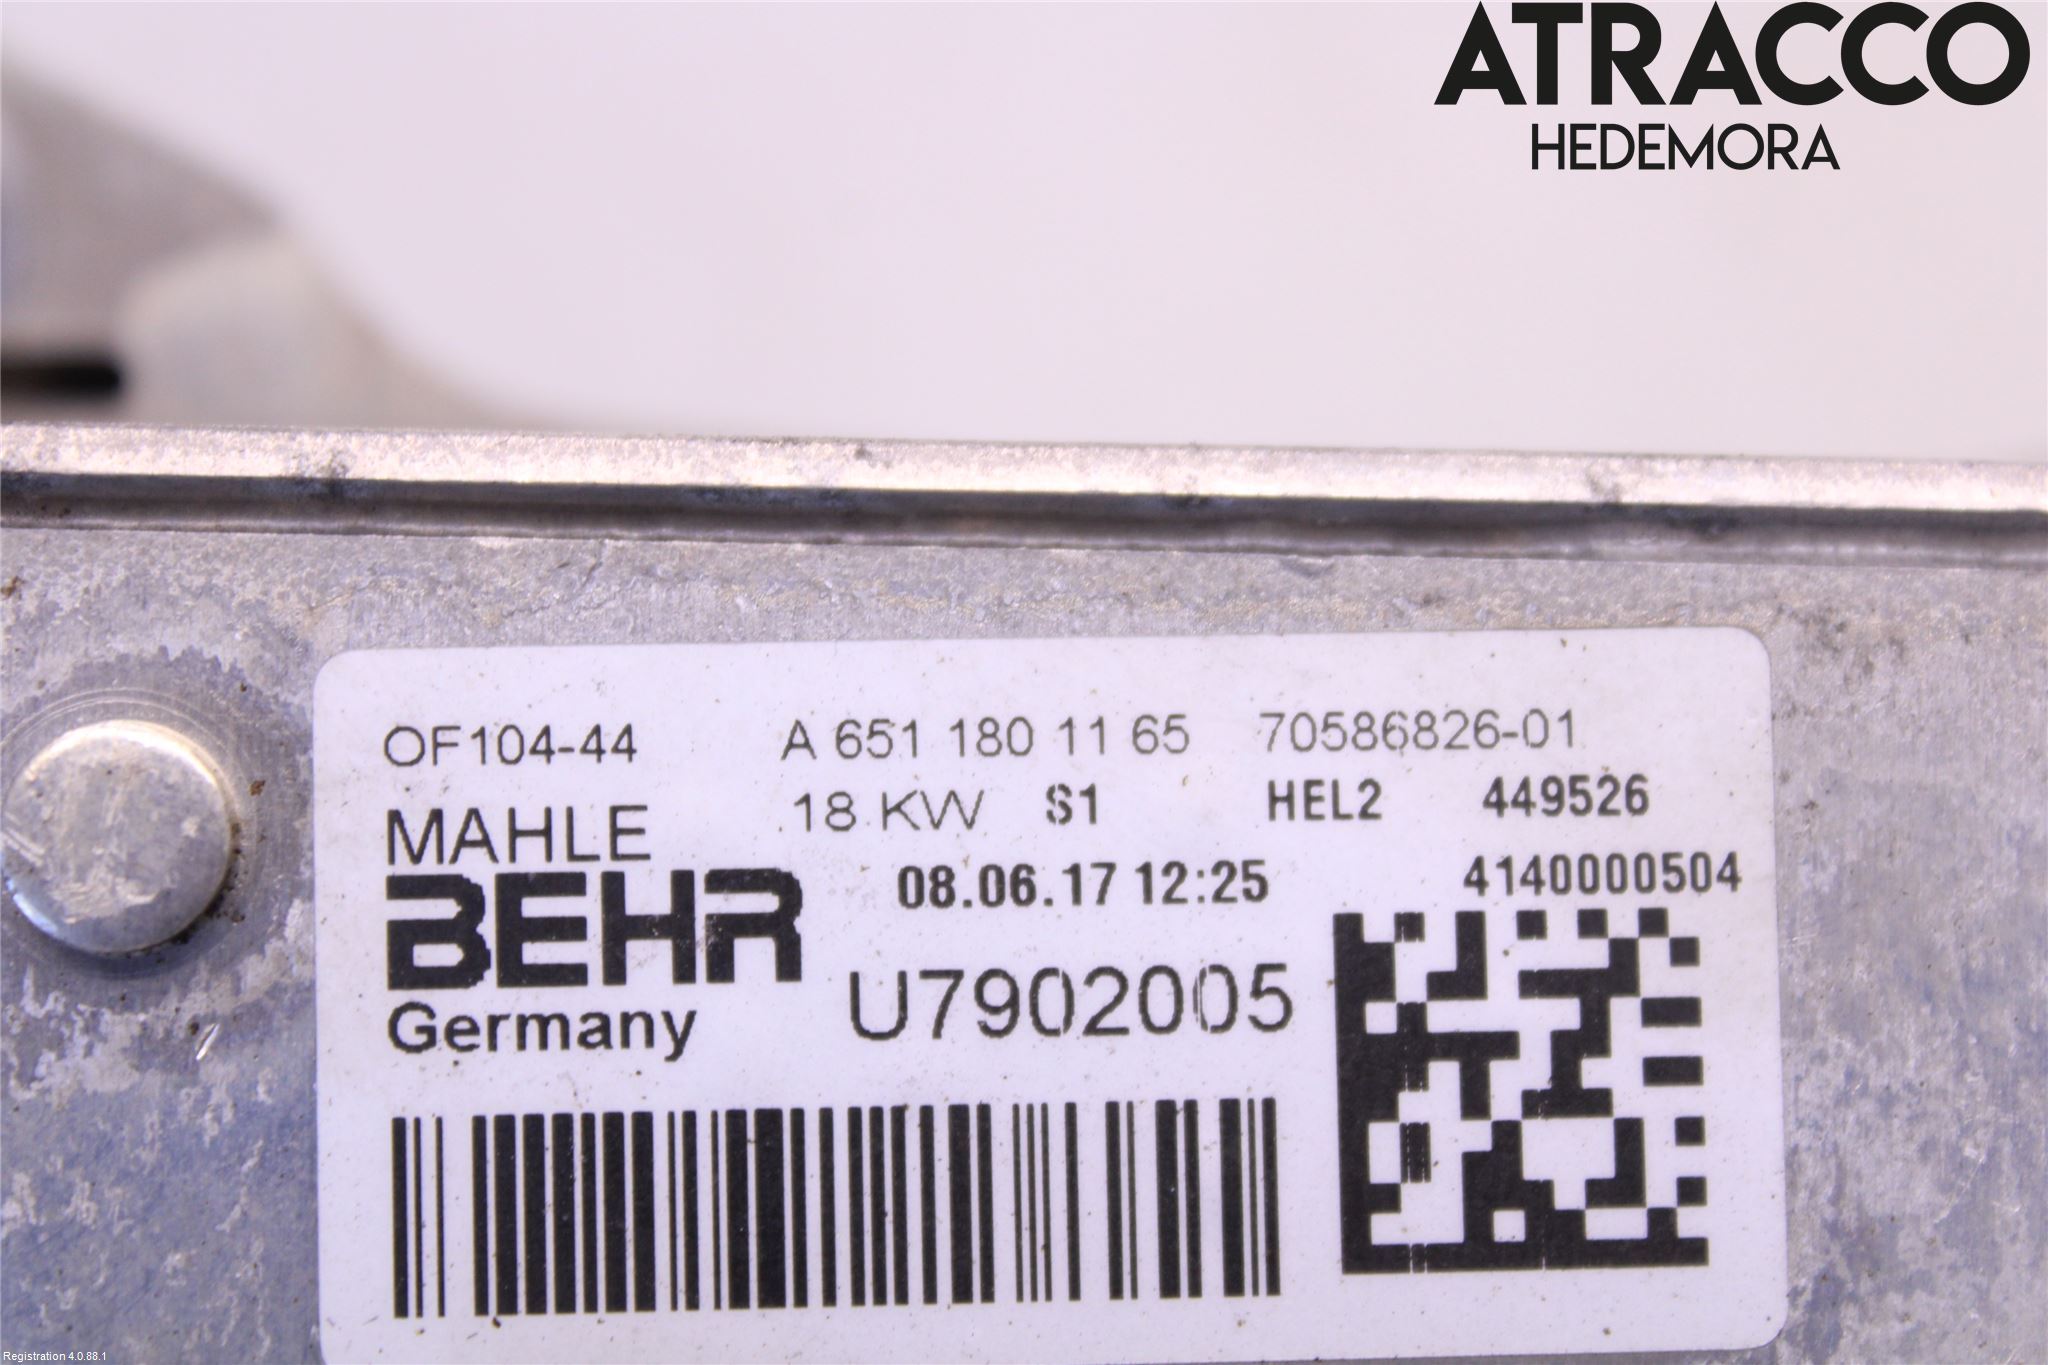 ATRACCO
HEDEMORA
OF104-44 A 651 180 11 65 70586826-01
MAHLE 18 KW S1 HEL2 449526
BEHR 08.06.17 12:25 4140000504
Germany U7902005
Registration 4.0.88.1